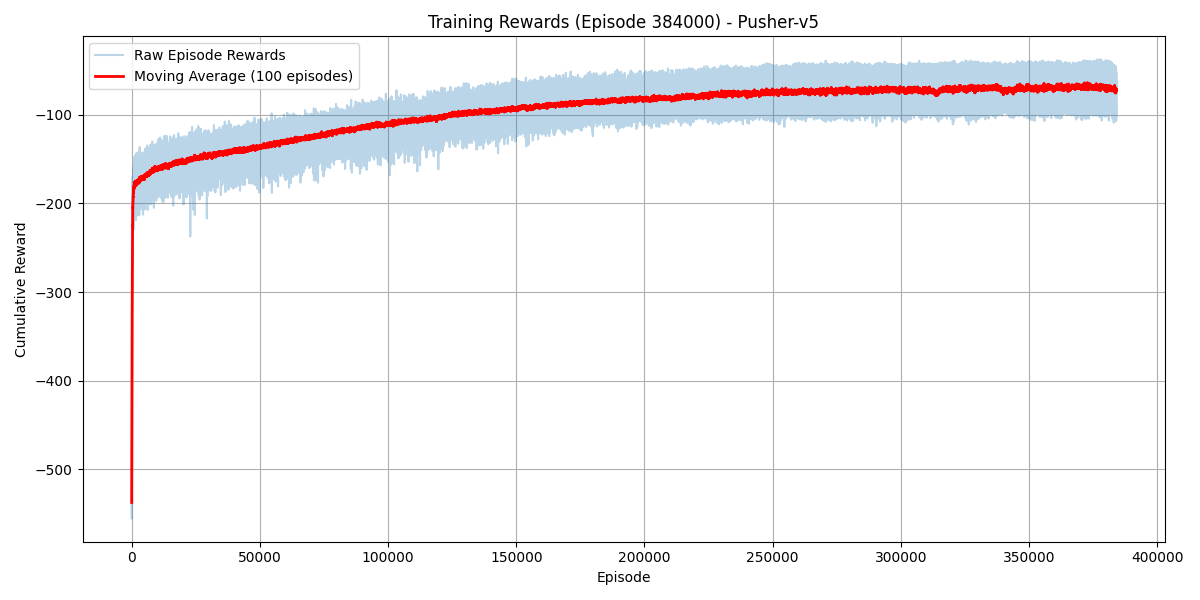 Training Rewards (Episode 384000) - Pusher-v5
Raw Episode Rewards
Moving Average (100 episodes)
Cumulative Reward
−100
−200
−300
−400
−500
0 50000 100000 150000 200000 250000 300000 350000 400000
Episode